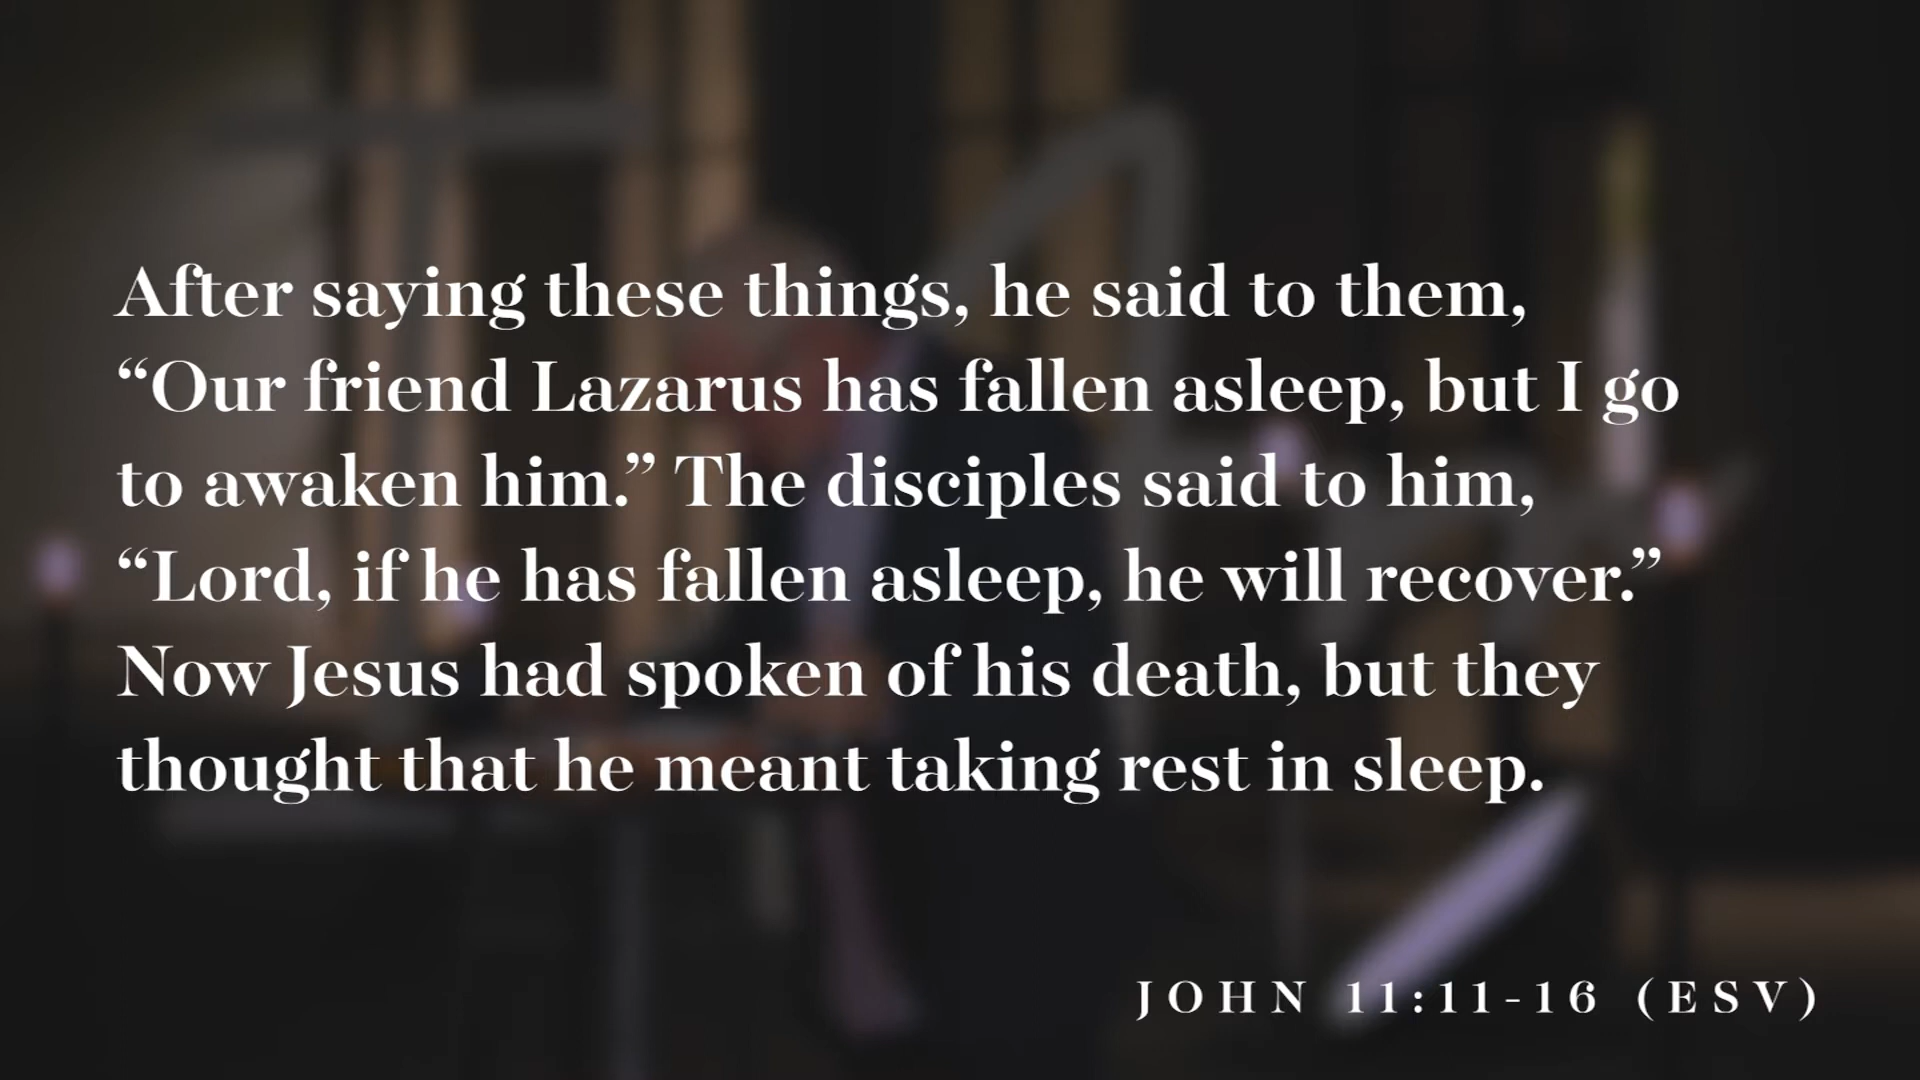 After saying these things, he said to them,
“Our friend Lazarus has fallen asleep, but I go
to awaken him.” The disciples said to him,
“Lord, if he has fallen asleep, he will recover.”
Now Jesus had spoken of his death, but they
thought that he meant taking rest in sleep.
JOHN 11:11-16 (ESV)